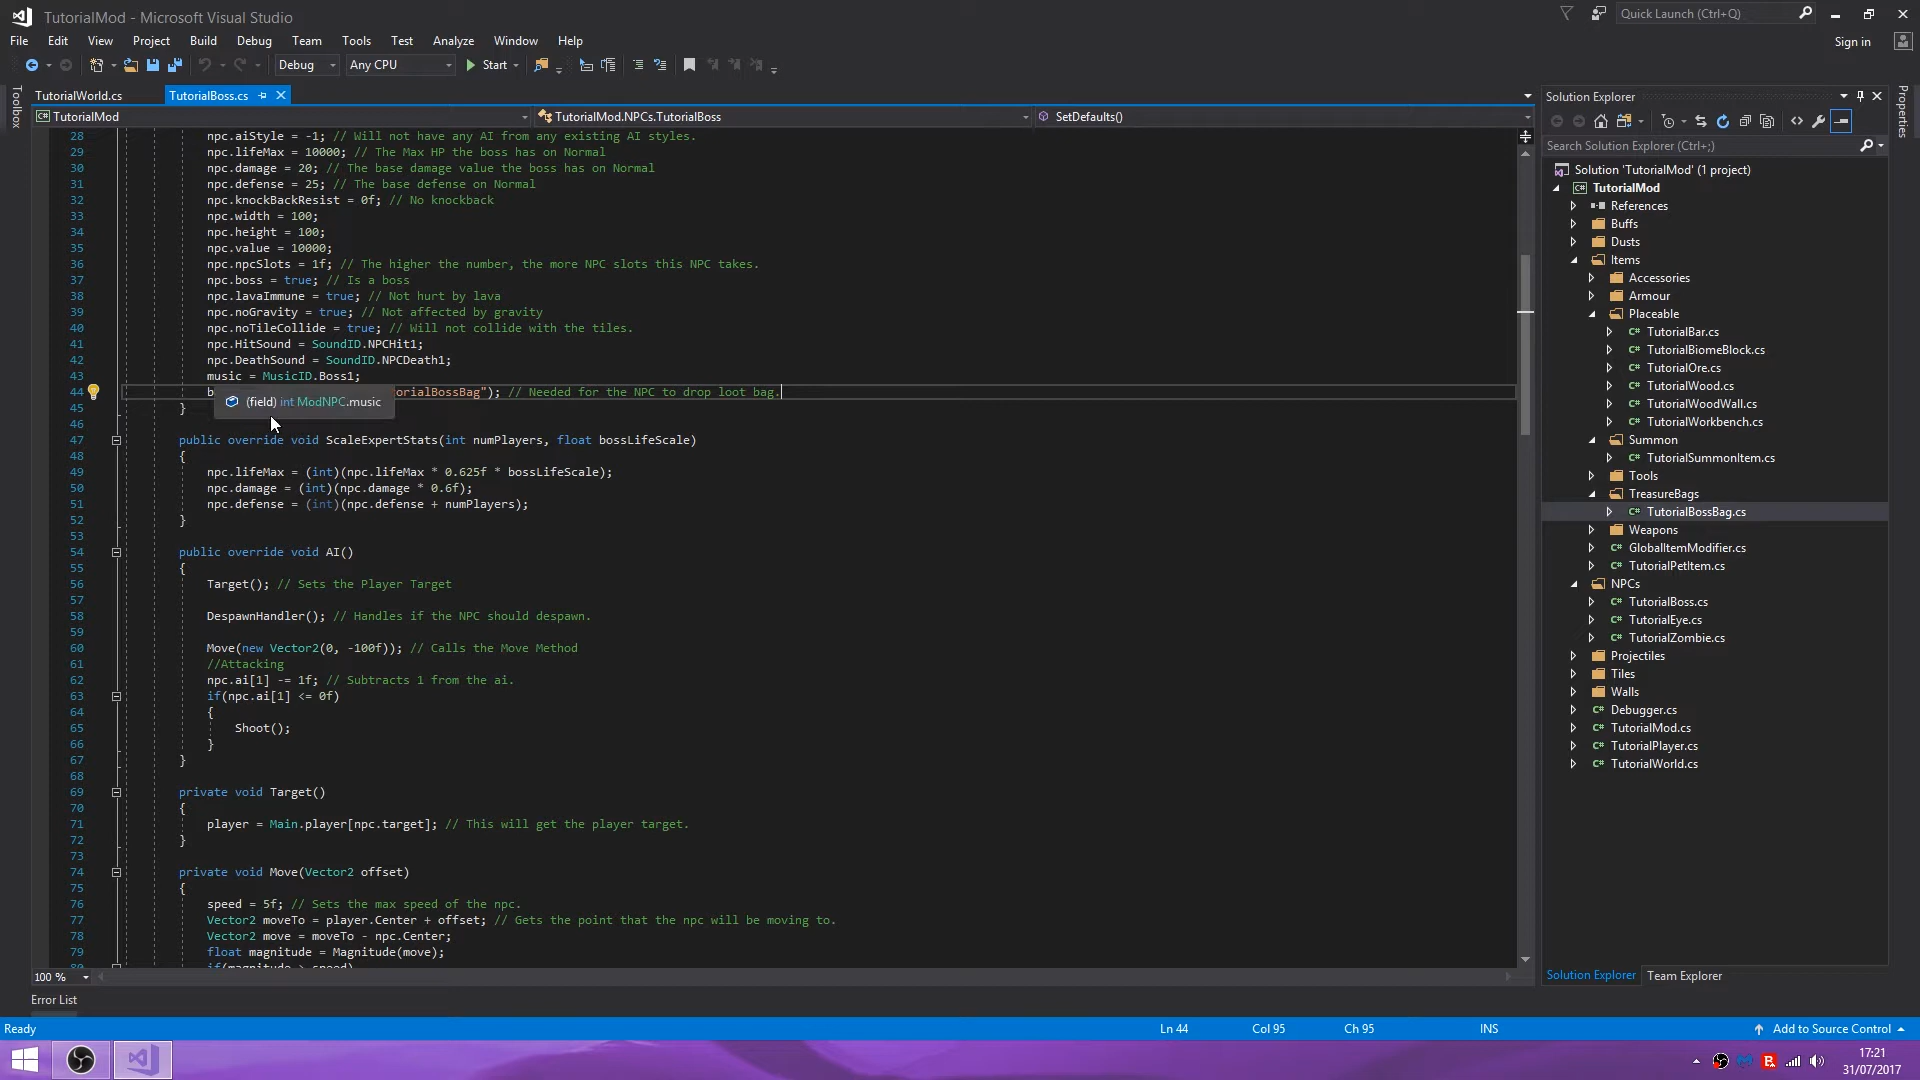 TutorialMod - Microsoft Visual Studio
Quick Launch (Ctrl+Q)
File Edit View Project Build Debug Team Tools Test Analyze Window Help
Sign in
Debug Any CPU Start
Toolbox
TutorialWorld.cs TutorialBoss.cs
TutorialMod TutorialMod.NPCs.TutorialBoss SetDefaults()
28 npc.aiStyle = -1; // Will not have any AI from any existing AI styles.
29 npc.lifeMax = 10000; // The Max HP the boss has on Normal
30 npc.damage = 20; // The base damage value the boss has on Normal
31 npc.defense = 25; // The base defense on Normal
32 npc.knockBackResist = 0f; // No knockback
33 npc.width = 100;
34 npc.height = 100;
35 npc.value = 10000;
36 npc.npcSlots = 1f; // The higher the number, the more NPC slots this NPC takes.
37 npc.boss = true; // Is a boss
38 npc.lavaImmune = true; // Not hurt by lava
39 npc.noGravity = true; // Not affected by gravity
40 npc.noTileCollide = true; // Will not collide with the tiles.
41 npc.HitSound = SoundID.NPCHit1;
42 npc.DeathSound = SoundID.NPCDeath1;
43 music = MusicID.Boss1;
44 b orialBossBag"); // Needed for the NPC to drop loot bag.
(field) int ModNPC.music
45 }
46
47 public override void ScaleExpertStats(int numPlayers, float bossLifeScale)
48 {
49 npc.lifeMax = (int)(npc.lifeMax * 0.625f * bossLifeScale);
50 npc.damage = (int)(npc.damage * 0.6f);
51 npc.defense = (int)(npc.defense + numPlayers);
52 }
53
54 public override void AI()
55 {
56 Target(); // Sets the Player Target
57
58 DespawnHandler(); // Handles if the NPC should despawn.
59
60 Move(new Vector2(0, -100f)); // Calls the Move Method
61 //Attacking
62 npc.ai[1] -= 1f; // Subtracts 1 from the ai.
63 if(npc.ai[1] <= 0f)
64 {
65 Shoot();
66 }
67 }
68
69 private void Target()
70 {
71 player = Main.player[npc.target]; // This will get the player target.
72 }
73
74 private void Move(Vector2 offset)
75 {
76 speed = 5f; // Sets the max speed of the npc.
77 Vector2 moveTo = player.Center + offset; // Gets the point that the npc will be moving to.
78 Vector2 move = moveTo - npc.Center;
79 float magnitude = Magnitude(move);
80 if(magnitude > speed)
100 %
Solution Explorer
Search Solution Explorer (Ctrl+;)
Solution 'TutorialMod' (1 project)
TutorialMod
References
Buffs
Dusts
Items
Accessories
Armour
Placeable
TutorialBar.cs
TutorialBiomeBlock.cs
TutorialOre.cs
TutorialWood.cs
TutorialWoodWall.cs
TutorialWorkbench.cs
Summon
TutorialSummonItem.cs
Tools
TreasureBags
TutorialBossBag.cs
Weapons
GlobalItemModifier.cs
TutorialPetItem.cs
NPCs
TutorialBoss.cs
TutorialEye.cs
TutorialZombie.cs
Projectiles
Tiles
Walls
Debugger.cs
TutorialMod.cs
TutorialPlayer.cs
TutorialWorld.cs
Solution Explorer Team Explorer
Properties
Error List
Ready Ln 44 Col 95 Ch 95 INS Add to Source Control
17:21
31/07/2017